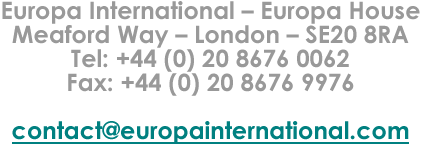 Europa International – Europa House
Meaford Way – London – SE20 8RA
Tel: +44 (0) 20 8676 0062
Fax: +44 (0) 20 8676 9976
contact@europainternational.com